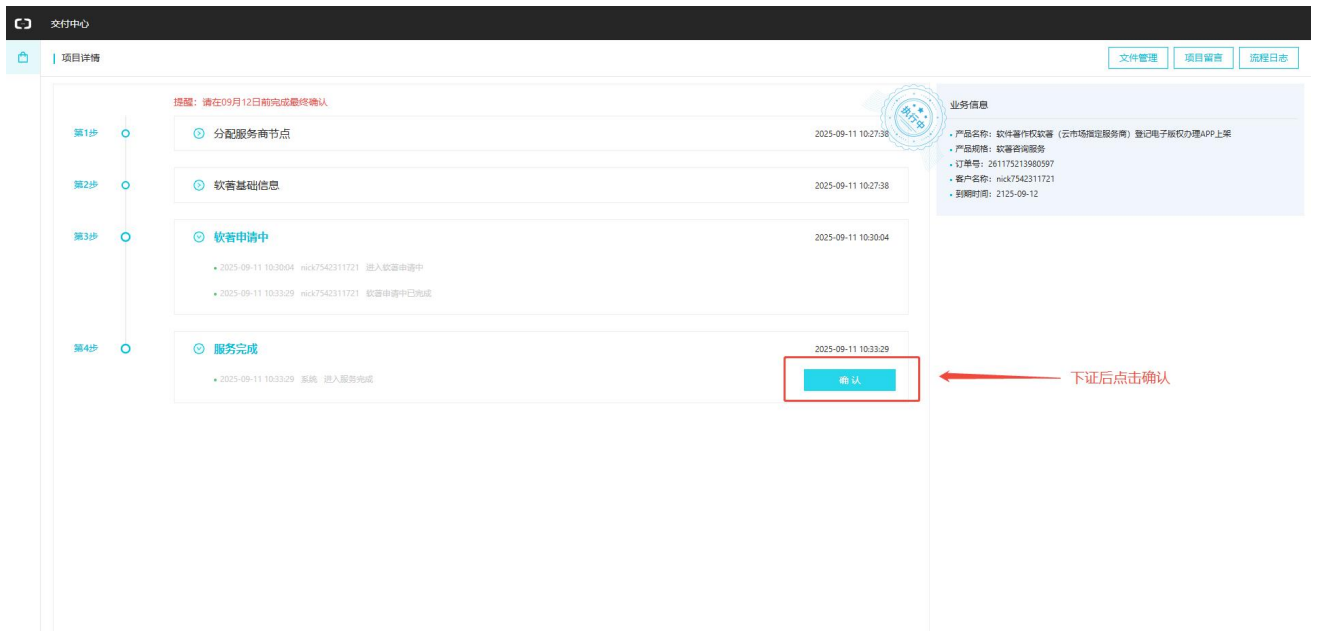 交付中心
项目详情
文件管理 项目留言 流程日志
提醒：请在09月12日前完成最终确认
执行中
第1步 分配服务商节点 2025-09-11 10:27:38
第2步 软著基础信息 2025-09-11 10:27:38
第3步 软著申请中 2025-09-11 10:30:04
2025-09-11 10:30:04 nick7542311721 进入软著申请中
2025-09-11 10:33:29 nick7542311721 软著申请中已完成
第4步 服务完成 2025-09-11 10:33:29
2025-09-11 10:33:29 系统 进入服务完成
确认
下证后点击确认
业务信息
产品名称：软件著作权软著（云市场指定服务商）登记电子版权办理APP上架
产品规格：软著咨询服务
订单号：261175213980597
客户名称：nick7542311721
到期时间：2125-09-12